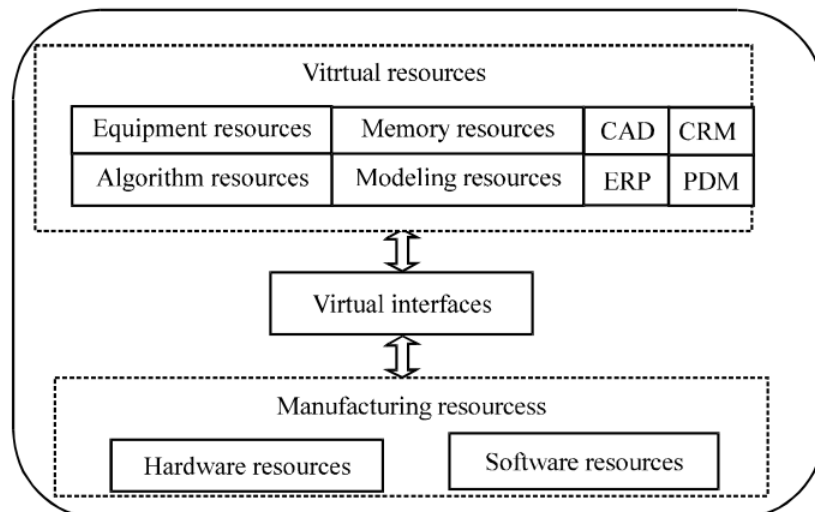 Vitrtual resources
Equipment resources Memory resources CAD CRM
Algorithm resources Modeling resources ERP PDM
Virtual interfaces
Manufacturing resourcess
Hardware resources Software resources